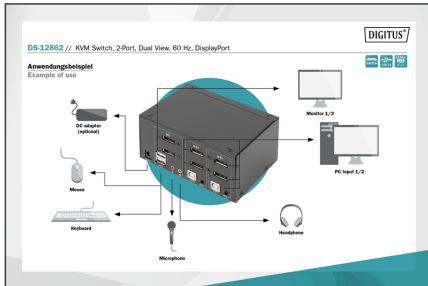 DIGITUS®
DS-12862 // KVM Switch, 2-Port, Dual View, 60 Hz, DisplayPort
Anwendungsbeispiel
Example of use
Monitor 1/2
DC adapter
(optional)
PC Input 1/2
Mouse
Keyboard
Headphone
Microphone